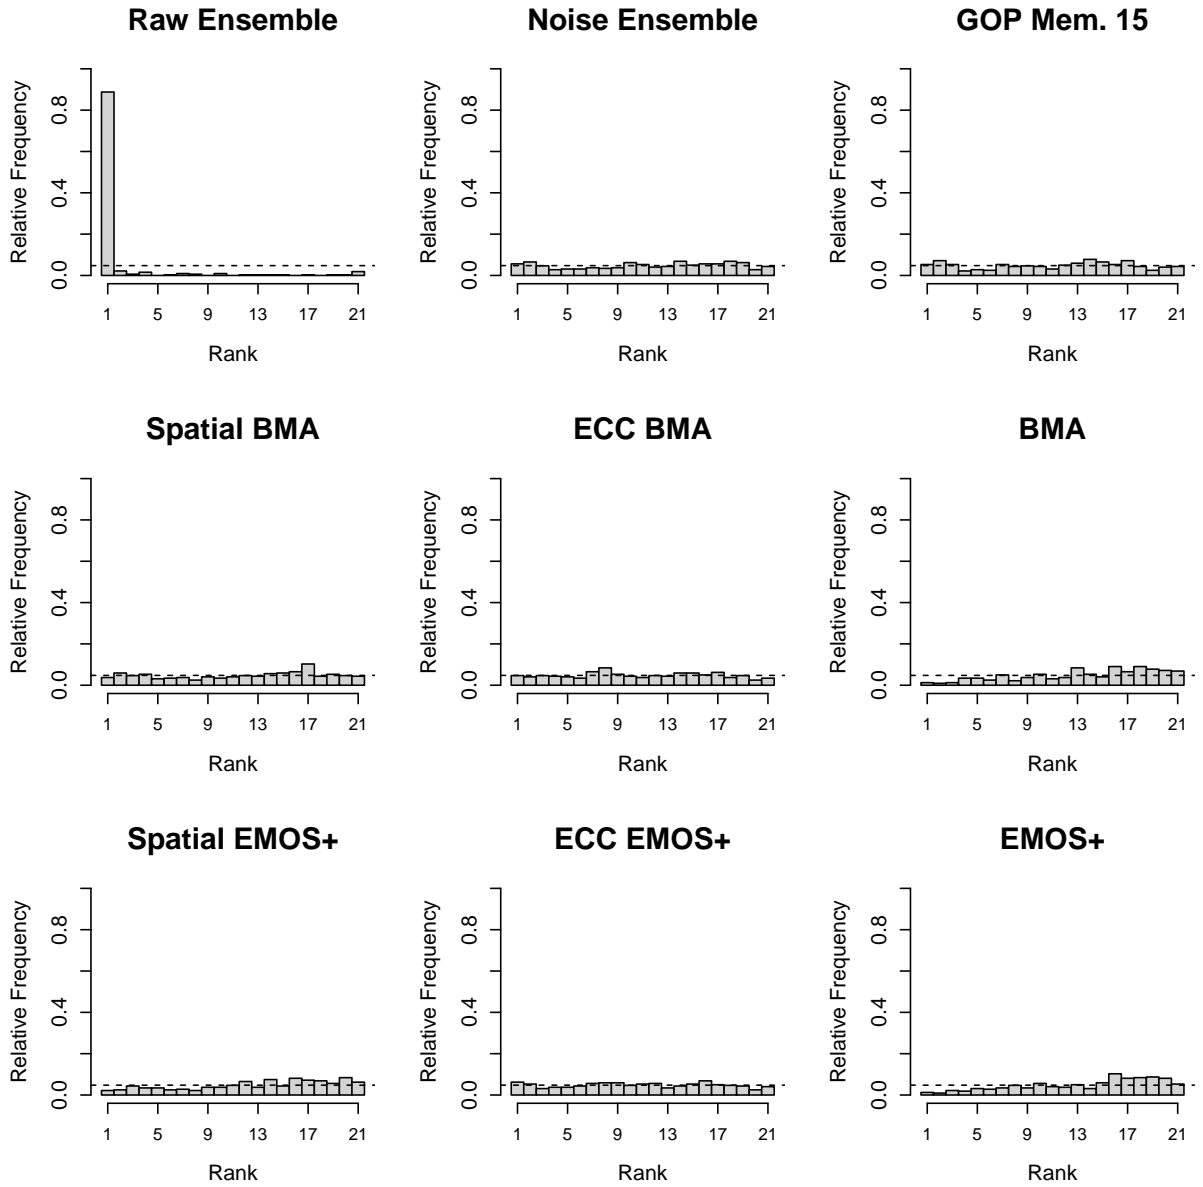 Raw Ensemble
Relative Frequency
0.0 0.4 0.8
1 5 9 13 17 21
Rank
Noise Ensemble
Relative Frequency
0.0 0.4 0.8
1 5 9 13 17 21
Rank
GOP Mem. 15
Relative Frequency
0.0 0.4 0.8
1 5 9 13 17 21
Rank
Spatial BMA
Relative Frequency
0.0 0.4 0.8
1 5 9 13 17 21
Rank
ECC BMA
Relative Frequency
0.0 0.4 0.8
1 5 9 13 17 21
Rank
BMA
Relative Frequency
0.0 0.4 0.8
1 5 9 13 17 21
Rank
Spatial EMOS+
Relative Frequency
0.0 0.4 0.8
1 5 9 13 17 21
Rank
ECC EMOS+
Relative Frequency
0.0 0.4 0.8
1 5 9 13 17 21
Rank
EMOS+
Relative Frequency
0.0 0.4 0.8
1 5 9 13 17 21
Rank